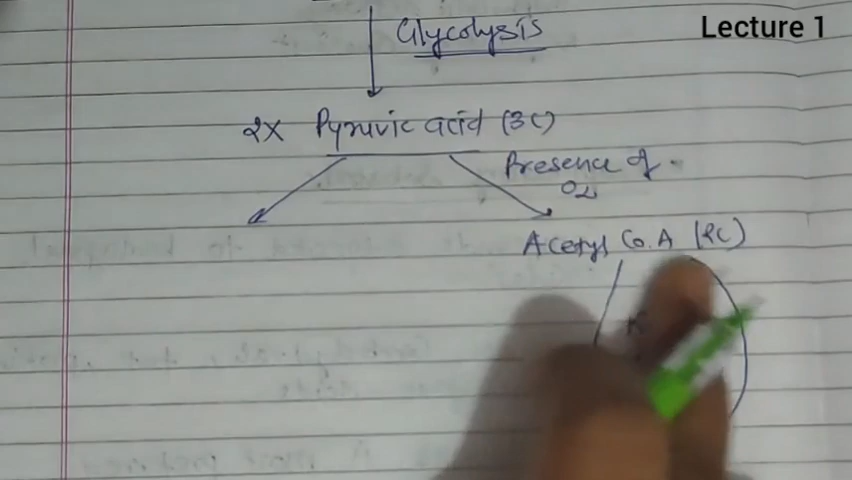 Lecture 1
Glycolysis
2x Pyruvic acid (3C)
Presence of
O2
Acetyl Co.A (2C)